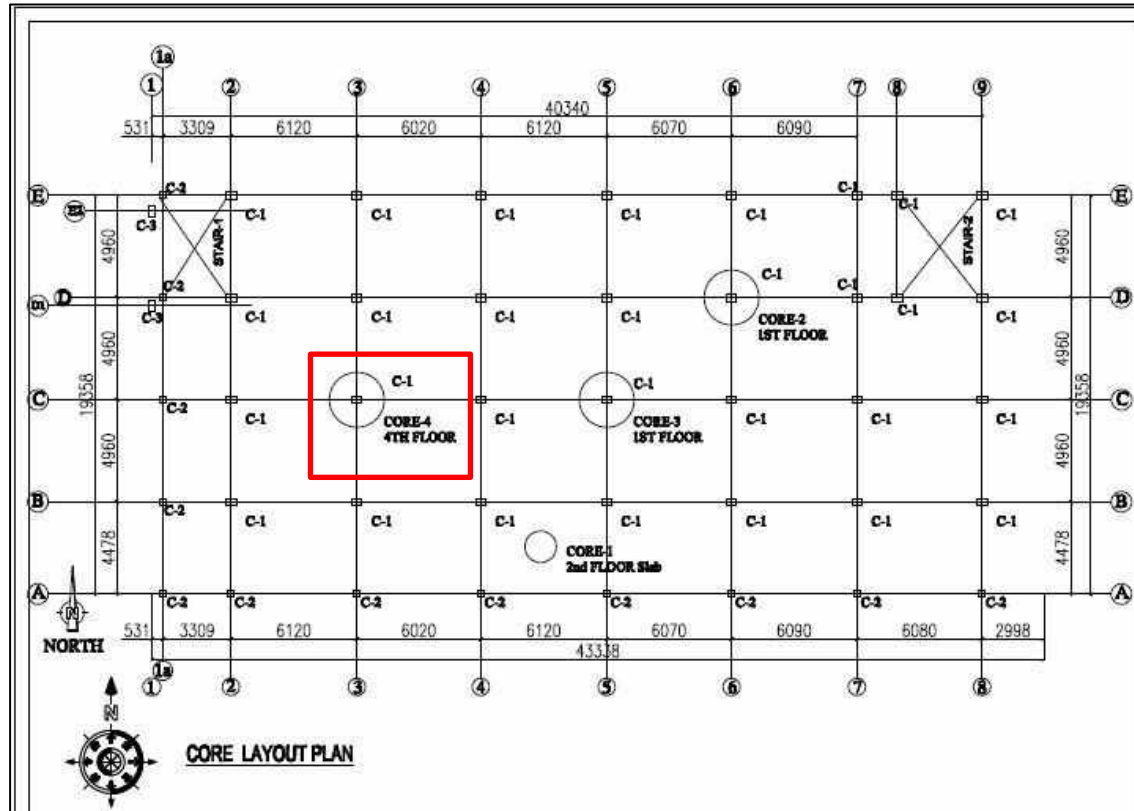 1a
1 2 3 4 5 6 7 8 9
40340
531 3309 6120 6020 6120 6070 6090
E C-2 C-1 E
E1 C-1 C-1 C-1 C-1 C-1 C-1 C-1
C-3
STAIR-1 STAIR-2
4960 4960
C-2 C-1 C-1
D D
m C-3 C-1 C-1 C-1 C-1 C-1 C-1
CORE-2
1ST FLOOR
4960 4960
19358 19358
C-1 C-1
C C
C-2 C-1 C-1 C-1 C-1 C-1
CORE-4 CORE-3
4TH FLOOR 1ST FLOOR
4960 4960
B B
C-2 C-1 C-1 C-1 C-1 C-1 C-1 C-1
4478 4478
CORE-1
2nd FLOOR Slab
A A
C-2 C-2 C-2 C-2 C-2 C-2 C-2 C-2
N
NORTH
531 3309 6120 6020 6120 6070 6090 6080 2998
43338
1a
1 2 3 4 5 6 7 8
N
CORE LAYOUT PLAN